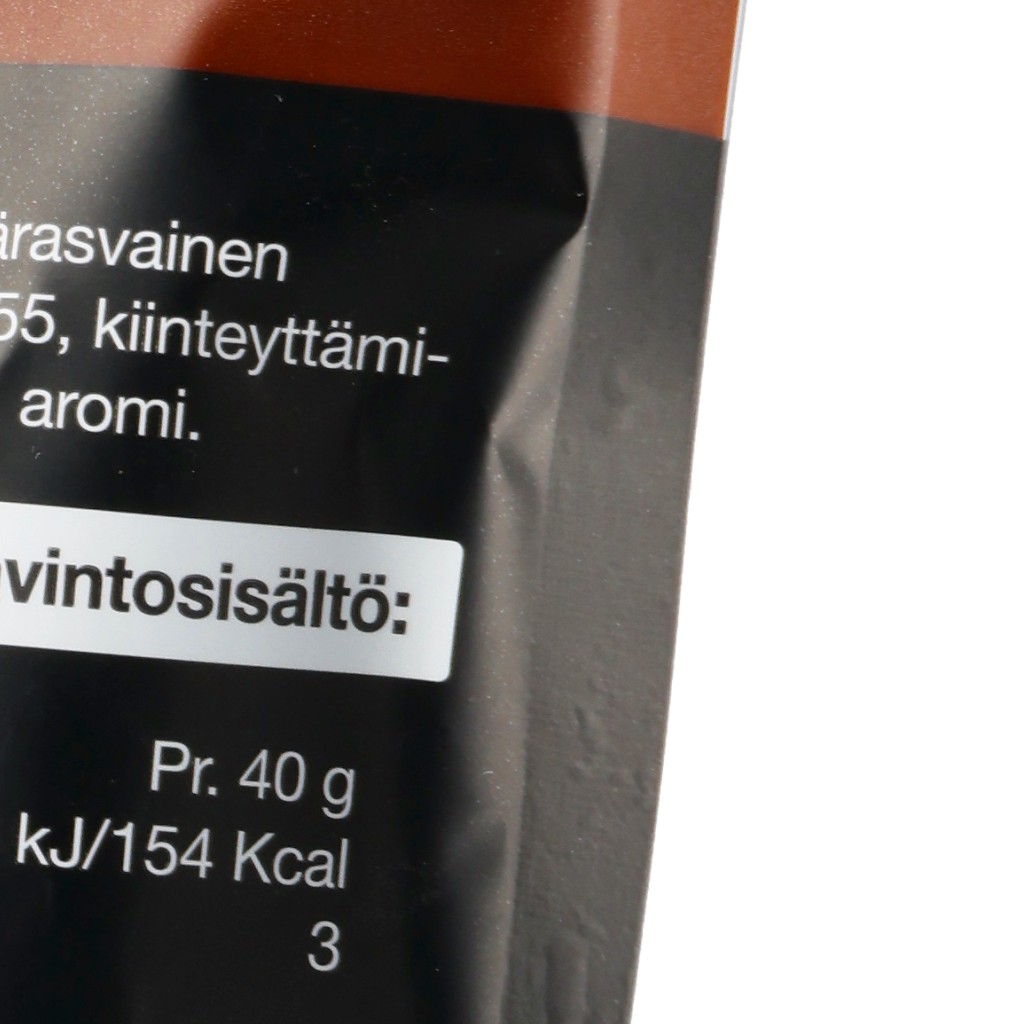 ärasvainen
55, kiinteyttämi-
aromi.
vintosisältö:
Pr. 40 g
kJ/154 Kcal
3